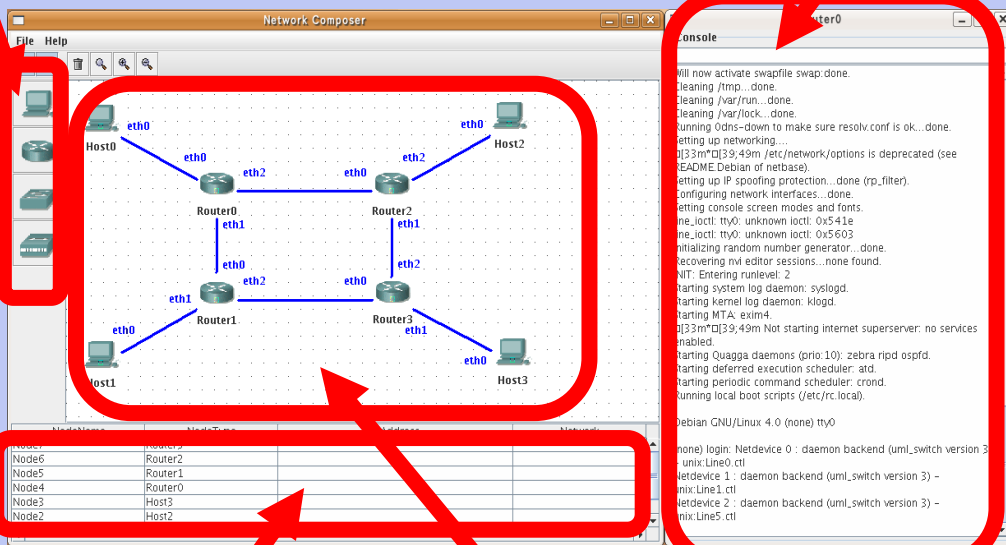 Network Composer
File Help
Host0
eth0
eth0
eth2
Router0
eth1
eth0
Host2
eth2
eth0
Router2
eth1
eth0
eth2
eth1
Router1
eth0
Host1
eth2
eth0
Router3
eth1
eth0
Host3
NodeName NodeType Address Network
Node7 Router3
Node6 Router2
Node5 Router1
Node4 Router0
Node3 Host3
Node2 Host2
uter0
Console
Will now activate swapfile swap:done.
Cleaning /tmp...done.
Cleaning /var/run...done.
Cleaning /var/lock...done.
Running 0dns-down to make sure resolv.conf is ok...done.
Setting up networking....
□[33m*□[39;49m /etc/network/options is deprecated (see
README.Debian of netbase).
Setting up IP spoofing protection...done (rp_filter).
Configuring network interfaces...done.
Setting console screen modes and fonts.
line_ioctl: tty0: unknown ioctl: 0x541e
line_ioctl: tty0: unknown ioctl: 0x5603
Initializing random number generator...done.
Recovering nvi editor sessions...none found.
INIT: Entering runlevel: 2
Starting system log daemon: syslogd.
Starting kernel log daemon: klogd.
Starting MTA: exim4.
□[33m*□[39;49m Not starting internet superserver: no services
enabled.
Starting Quagga daemons (prio:10): zebra ripd ospfd.
Starting deferred execution scheduler: atd.
Starting periodic command scheduler: crond.
Running local boot scripts (/etc/rc.local).
Debian GNU/Linux 4.0 (none) tty0
(none) login: Netdevice 0 : daemon backend (uml_switch version 3)
- unix:Line0.ctl
Netdevice 1 : daemon backend (uml_switch version 3) -
unix:Line1.ctl
Netdevice 2 : daemon backend (uml_switch version 3) -
unix:Line5.ctl